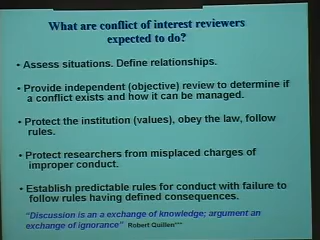 What are conflict of interest reviewers
expected to do?
• Assess situations. Define relationships.
• Provide independent (objective) review to determine if
a conflict exists and how it can be managed.
• Protect the institution (values), obey the law, follow
rules.
• Protect researchers from misplaced charges of
improper conduct.
• Establish predictable rules for conduct with failure to
follow rules having defined consequences.
"Discussion is an a exchange of knowledge; argument an
exchange of ignorance" Robert Quillen